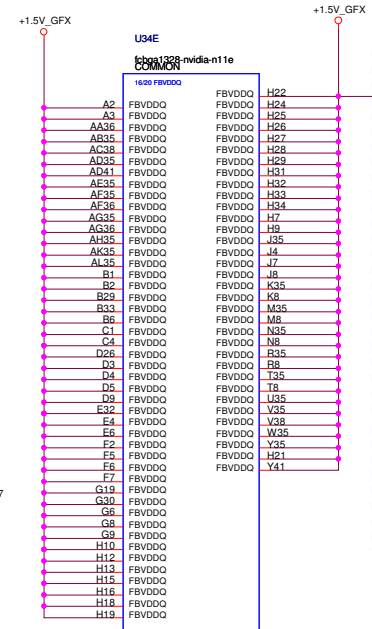 +1.5V_GFX
+1.5V_GFX
U34E
fcbga1328-nvidia-n11e
COMMON
16/20 FBVDDQ
A2 FBVDDQ
A3 FBVDDQ
AA36 FBVDDQ
AB35 FBVDDQ
AC38 FBVDDQ
AD35 FBVDDQ
AD41 FBVDDQ
AE35 FBVDDQ
AF35 FBVDDQ
AF36 FBVDDQ
AG35 FBVDDQ
AG36 FBVDDQ
AH35 FBVDDQ
AK35 FBVDDQ
AL35 FBVDDQ
B1 FBVDDQ
B2 FBVDDQ
B29 FBVDDQ
B33 FBVDDQ
B6 FBVDDQ
C1 FBVDDQ
C4 FBVDDQ
D26 FBVDDQ
D3 FBVDDQ
D4 FBVDDQ
D5 FBVDDQ
D9 FBVDDQ
E32 FBVDDQ
E4 FBVDDQ
E6 FBVDDQ
F2 FBVDDQ
F5 FBVDDQ
F6 FBVDDQ
F7 FBVDDQ
G19 FBVDDQ
G30 FBVDDQ
G6 FBVDDQ
G8 FBVDDQ
G9 FBVDDQ
H10 FBVDDQ
H12 FBVDDQ
H13 FBVDDQ
H15 FBVDDQ
H16 FBVDDQ
H18 FBVDDQ
H19 FBVDDQ
FBVDDQ H22
FBVDDQ H24
FBVDDQ H25
FBVDDQ H26
FBVDDQ H27
FBVDDQ H28
FBVDDQ H29
FBVDDQ H31
FBVDDQ H32
FBVDDQ H33
FBVDDQ H34
FBVDDQ H7
FBVDDQ H9
FBVDDQ J35
FBVDDQ J4
FBVDDQ J7
FBVDDQ J8
FBVDDQ K35
FBVDDQ K8
FBVDDQ M35
FBVDDQ M8
FBVDDQ N35
FBVDDQ N8
FBVDDQ R35
FBVDDQ R8
FBVDDQ T35
FBVDDQ T8
FBVDDQ U35
FBVDDQ V35
FBVDDQ V38
FBVDDQ W35
FBVDDQ Y35
FBVDDQ H21
FBVDDQ Y41